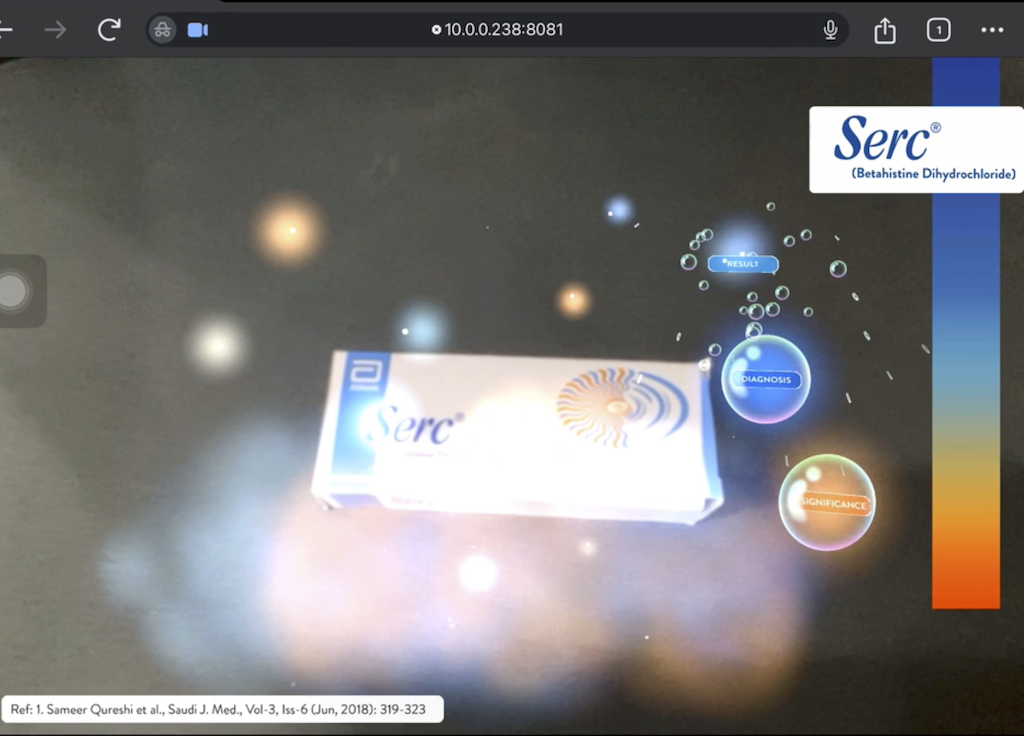 10.0.0.238:8081
1
Serc®
(Betahistine Dihydrochloride)
RESULT
DIAGNOSIS
Serc®
SIGNIFICANCE
Ref: 1. Sameer Qureshi et al., Saudi J. Med., Vol-3, Iss-6 (Jun, 2018): 319-323